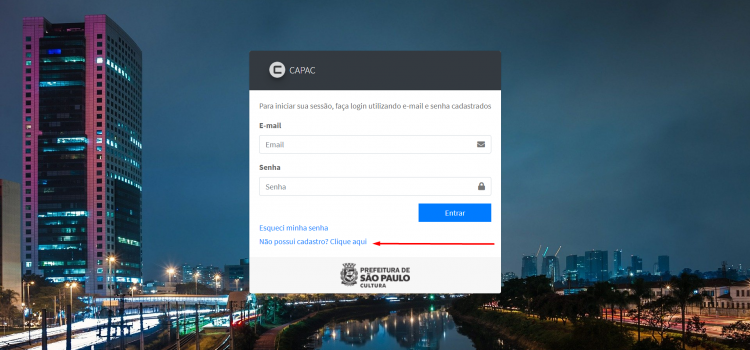 CAPAC
Para iniciar sua sessão, faça login utilizando e-mail e senha cadastrados
E-mail
Email
Senha
Senha
Entrar
Esqueci minha senha
Não possui cadastro? Clique aqui
PREFEITURA DE
SÃO PAULO
CULTURA